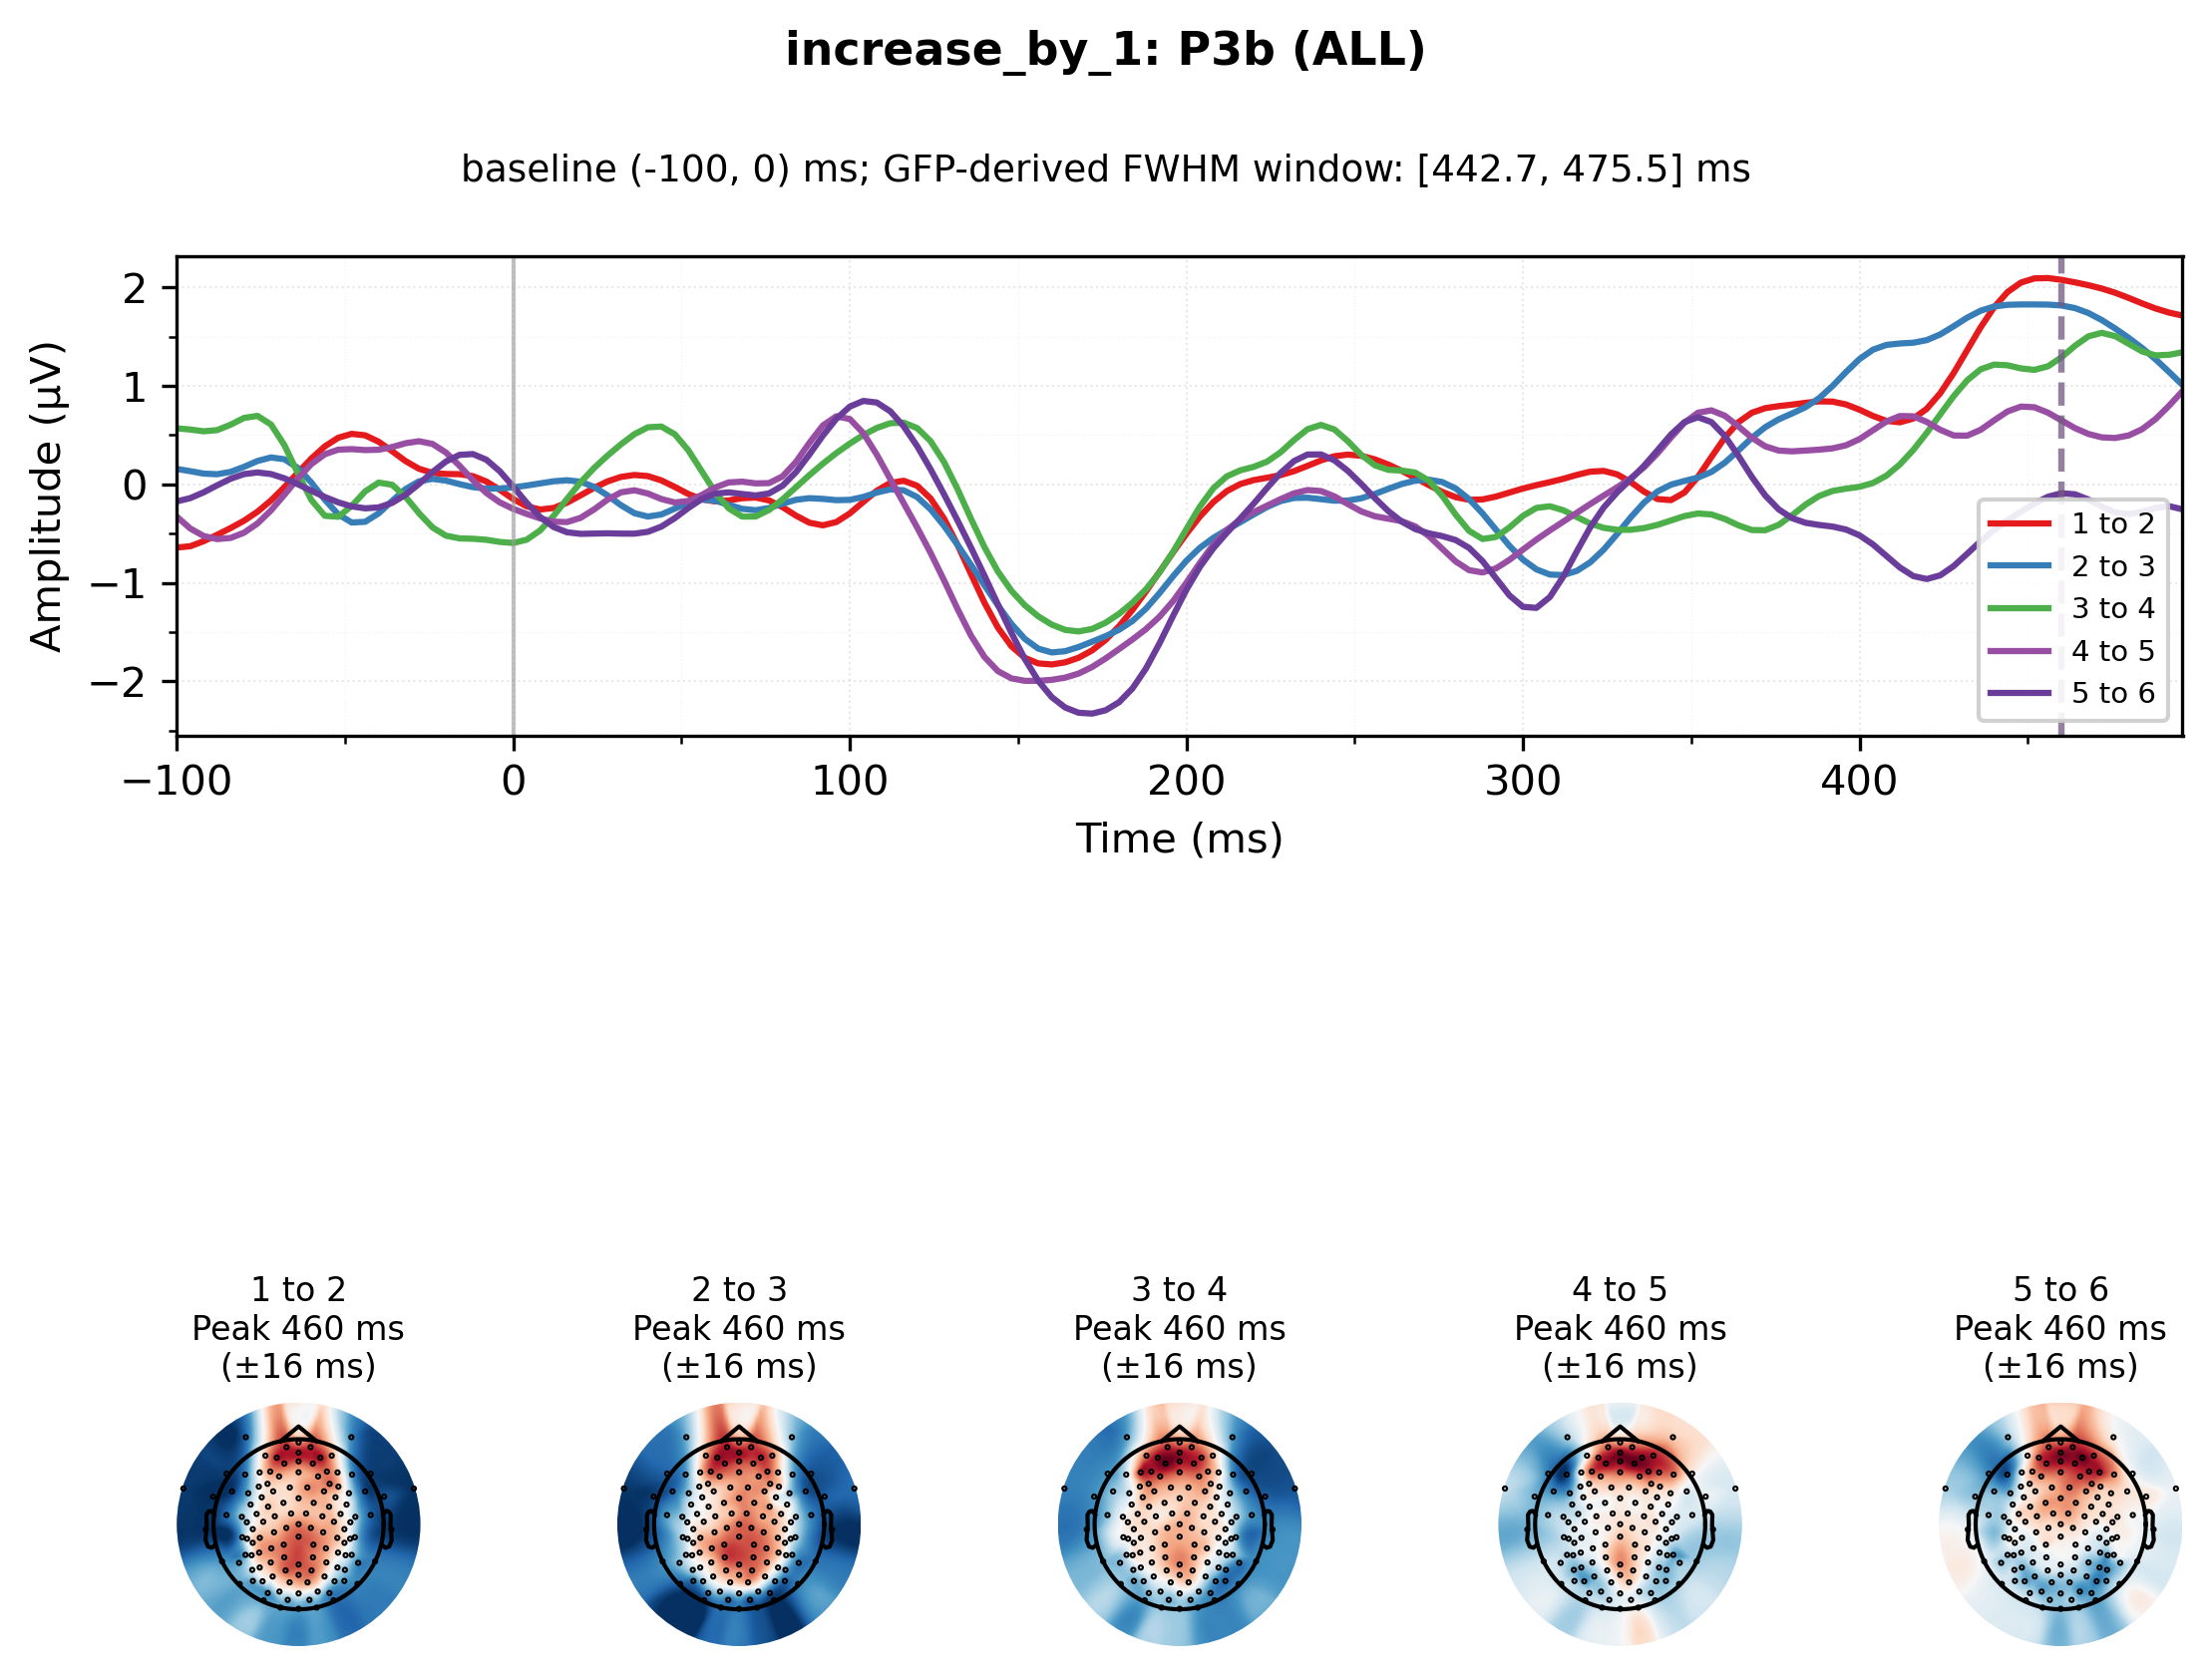 increase_by_1: P3b (ALL)
baseline (-100, 0) ms; GFP-derived FWHM window: [442.7, 475.5] ms
Amplitude (µV)
2
1
0
−1
−2
1 to 2
2 to 3
3 to 4
4 to 5
5 to 6
−100 0 100 200 300 400
Time (ms)
1 to 2 2 to 3 3 to 4 4 to 5 5 to 6
Peak 460 ms Peak 460 ms Peak 460 ms Peak 460 ms Peak 460 ms
(±16 ms) (±16 ms) (±16 ms) (±16 ms) (±16 ms)